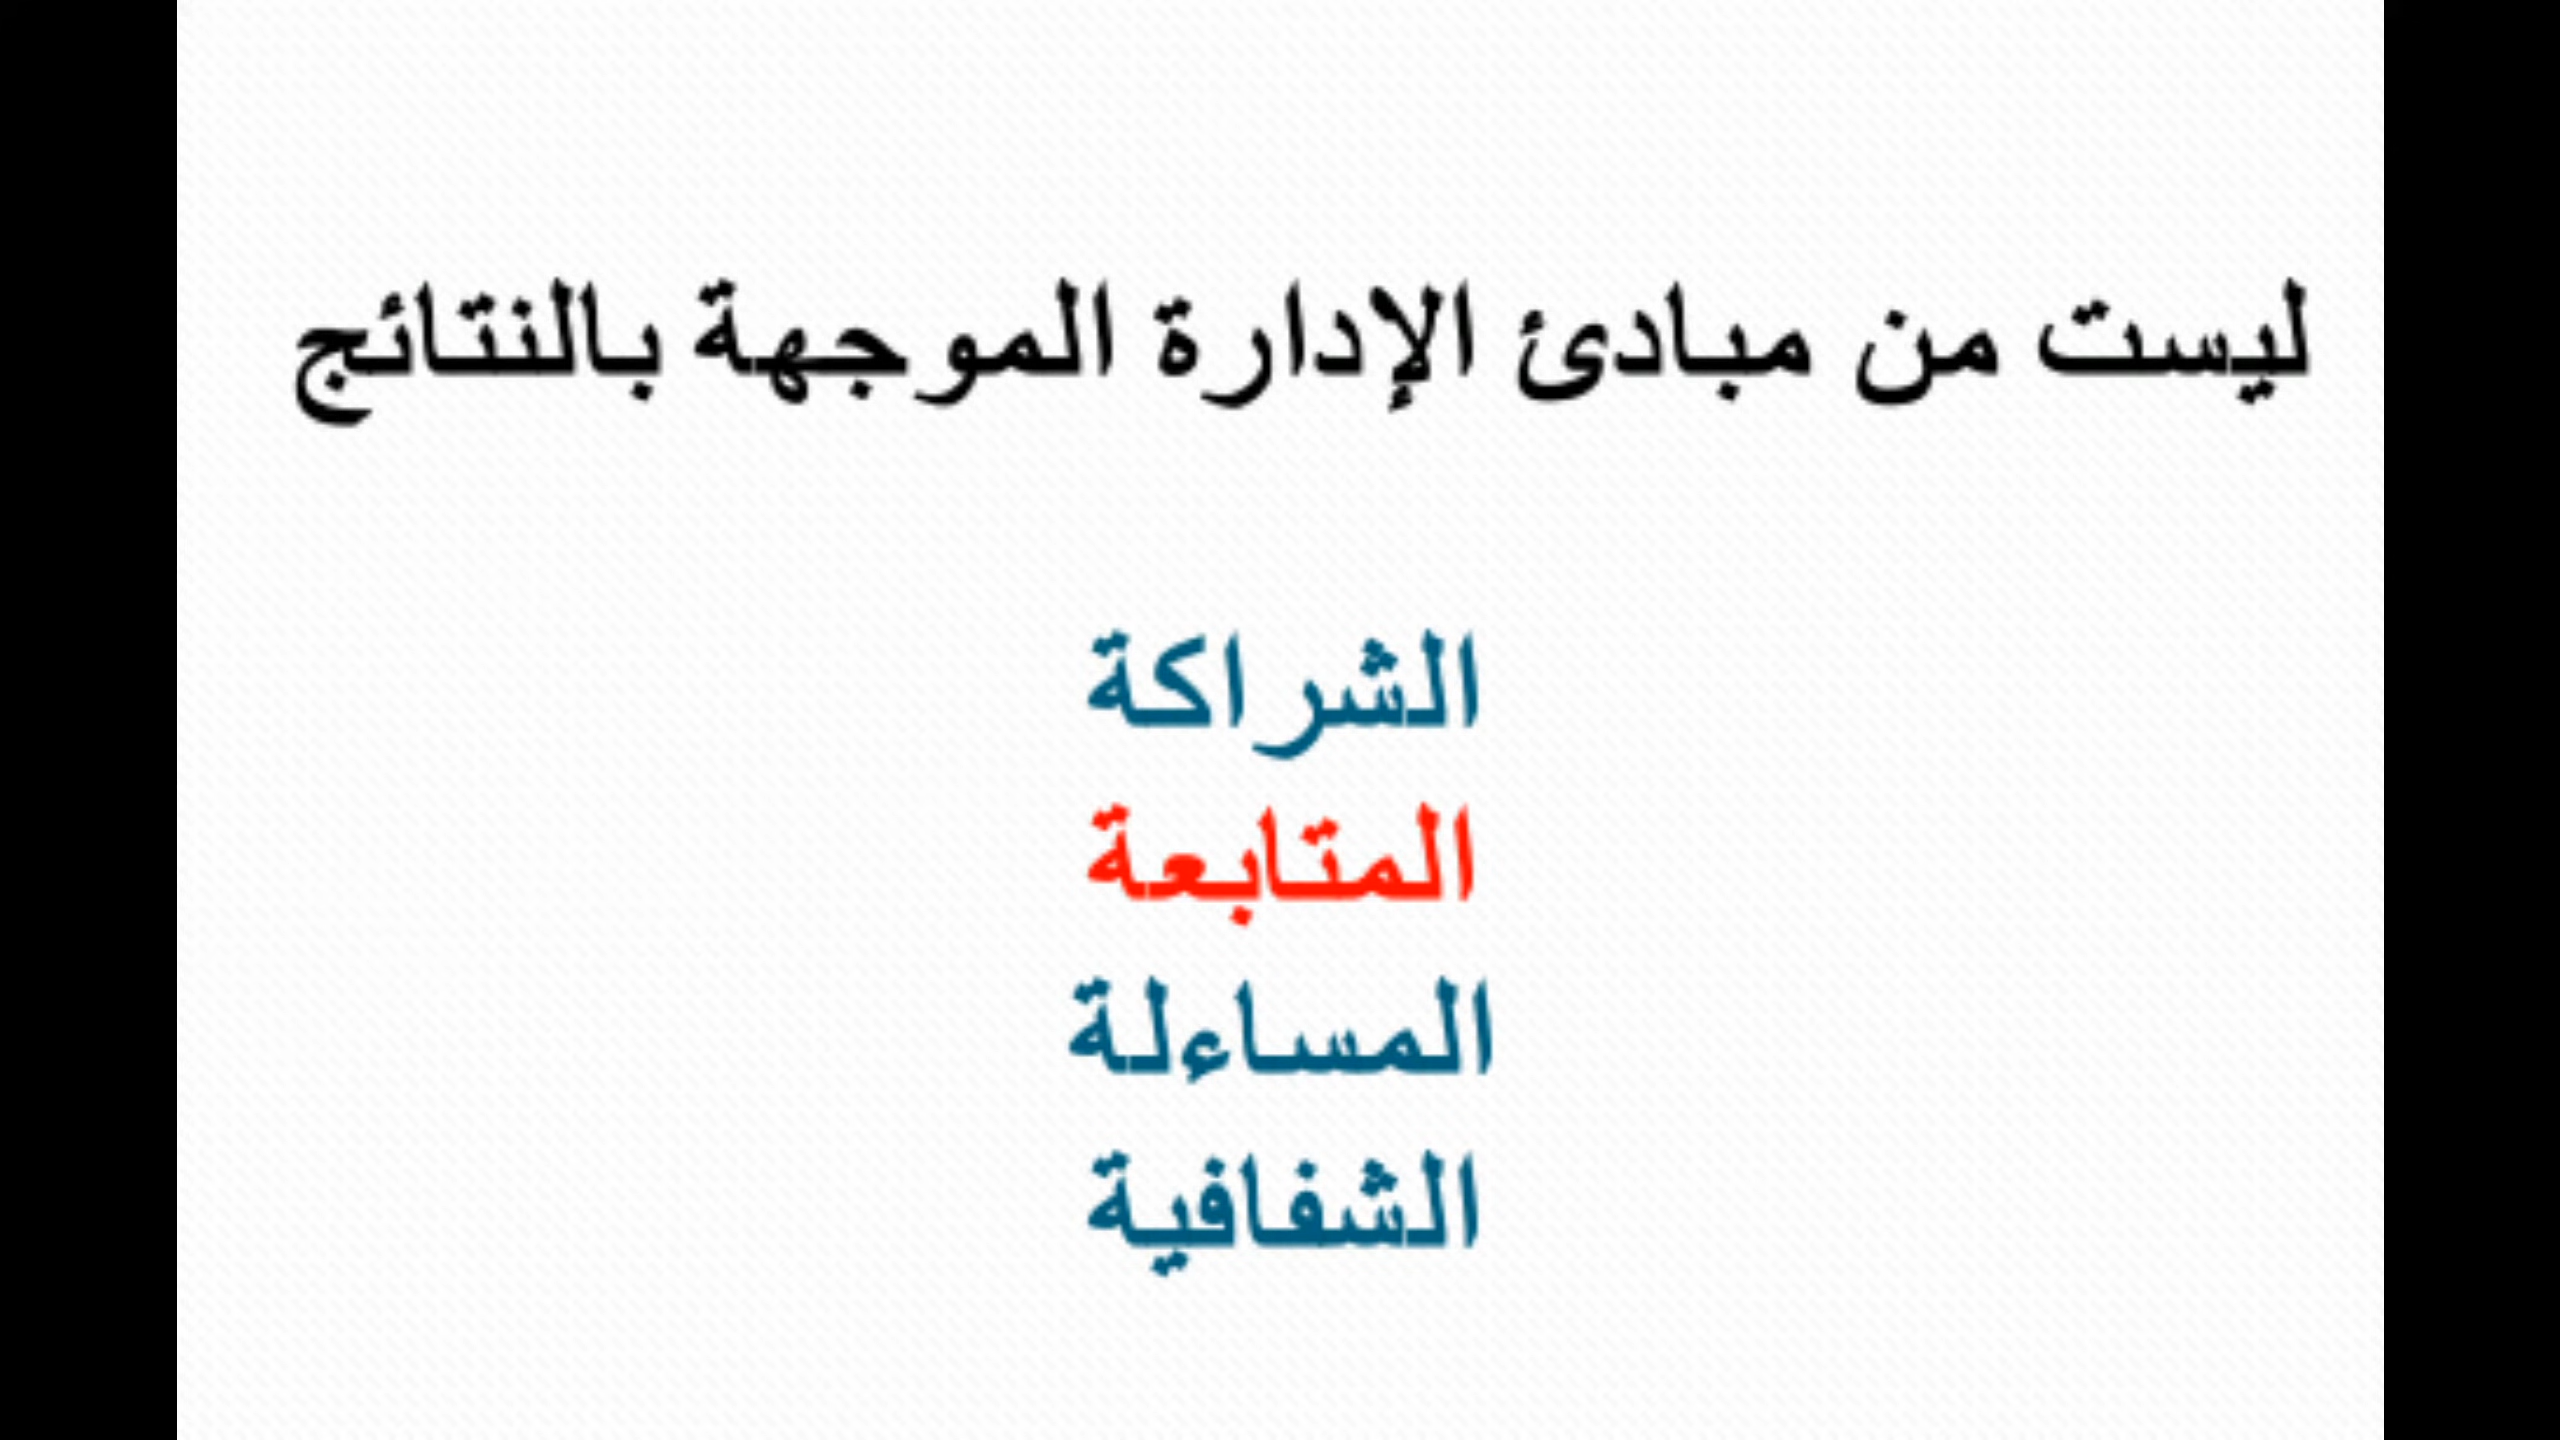 ليست من مبادئ الإدارة الموجهة بالنتائج
الشراكة
المتابعة
المساءلة
الشفافية